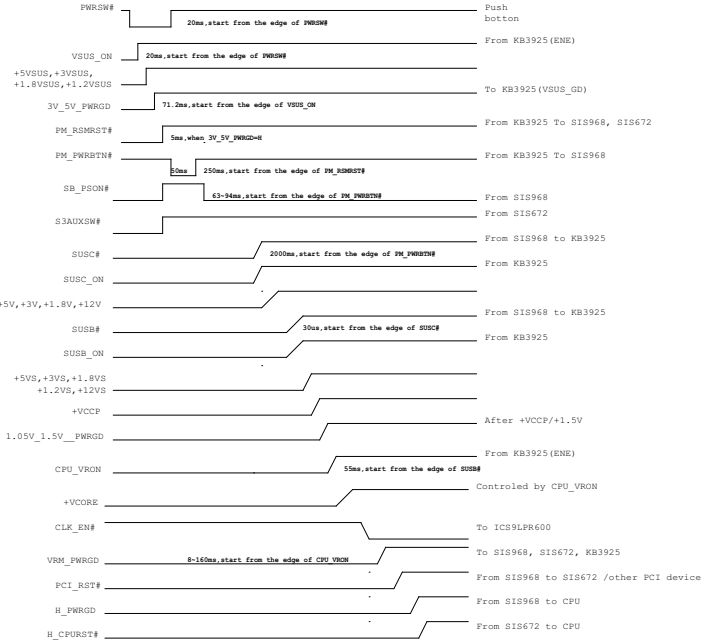 PWRSW#
Push
botton
20ms,start from the edge of PWRSW#
VSUS_ON
From KB3925(ENE)
20ms,start from the edge of PWRSW#
+5VSUS,+3VSUS,
+1.8VSUS,+1.2VSUS
To KB3925(VSUS_GD)
3V_5V_PWRGD
71.2ms,start from the edge of VSUS_ON
PM_RSMRST#
From KB3925 To SIS968, SIS672
5ms,when 3V_5V_PWRGD=H
PM_PWRBTN#
From KB3925 To SIS968
50ms
250ms,start from the edge of PM_RSMRST#
SB_PSON#
63~94ms,start from the edge of PM_PWRBTN#
From SIS968
S3AUXSW#
From SIS672
SUSC#
From SIS968 to KB3925
2000ms,start from the edge of PM_PWRBTN#
SUSC_ON
From KB3925
+5V,+3V,+1.8V,+12V
SUSB#
From SIS968 to KB3925
30us,start from the edge of SUSC#
SUSB_ON
From KB3925
+5VS,+3VS,+1.8VS
+1.2VS,+12VS
+VCCP
1.05V_1.5V__PWRGD
After +VCCP/+1.5V
CPU_VRON
From KB3925(ENE)
55ms,start from the edge of SUSB#
+VCORE
Controled by CPU_VRON
CLK_EN#
To ICS9LPR600
VRM_PWRGD
8~160ms,start from the edge of CPU_VRON
To SIS968, SIS672, KB3925
PCI_RST#
From SIS968 to SIS672 /other PCI device
H_PWRGD
From SIS968 to CPU
H_CPURST#
From SIS672 to CPU